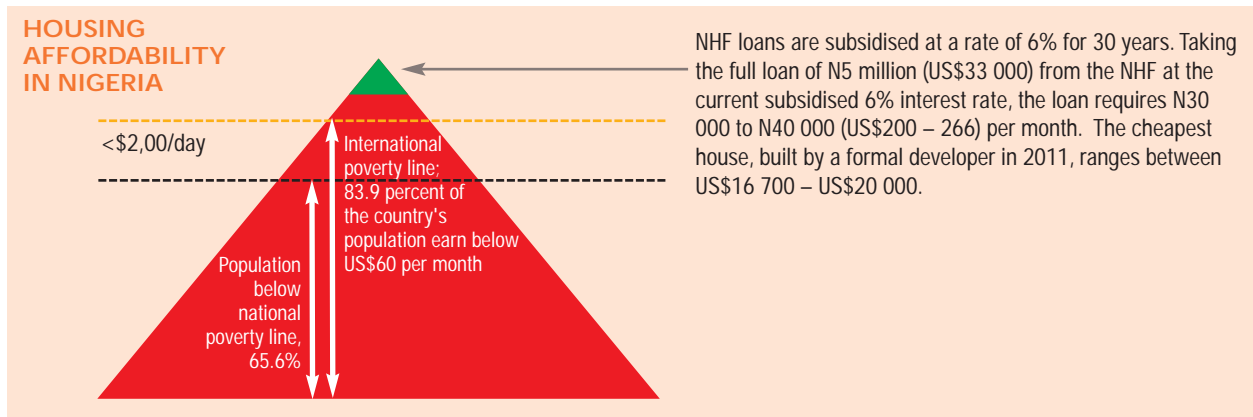 HOUSING
AFFORDABILITY
IN NIGERIA
<$2,00/day
International
poverty line;
83.9 percent of
the country's
population earn below
US$60 per month
Population
below
national
poverty line,
65.6%
NHF loans are subsidised at a rate of 6% for 30 years. Taking
the full loan of N5 million (US$33 000) from the NHF at the
current subsidised 6% interest rate, the loan requires N30
000 to N40 000 (US$200 – 266) per month.  The cheapest
house, built by a formal developer in 2011, ranges between
US$16 700 – US$20 000.